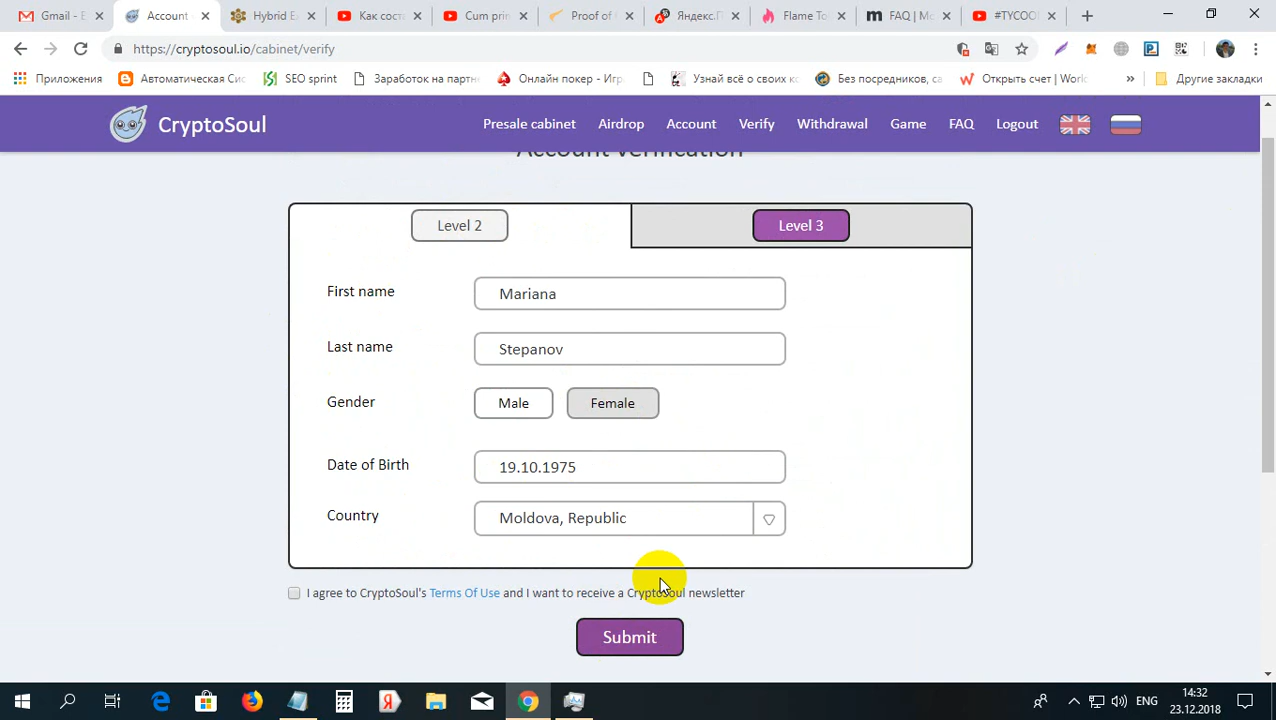 Gmail - E
Account
Hybrid E
Как сост
Cum prin
Proof of
Яндекс.П
Flame To
FAQ | M
#TYCOO
https://cryptosoul.io/cabinet/verify
Приложения
Автоматическая Си
SEO sprint
Заработок на партн
Онлайн покер - Игр
Узнай всё о своих к
Без посредников, са
Открыть счет | Worl
»
Другие закладки
CryptoSoul
Presale cabinet
Airdrop
Account
Verify
Withdrawal
Game
FAQ
Logout
Account verification
Level 2
Level 3
First name
Mariana
Last name
Stepanov
Gender
Male
Female
Date of Birth
19.10.1975
Country
Moldova, Republic
I agree to CryptoSoul's Terms Of Use and I want to receive a CryptoSoul newsletter
Submit
ENG
14:32
23.12.2018